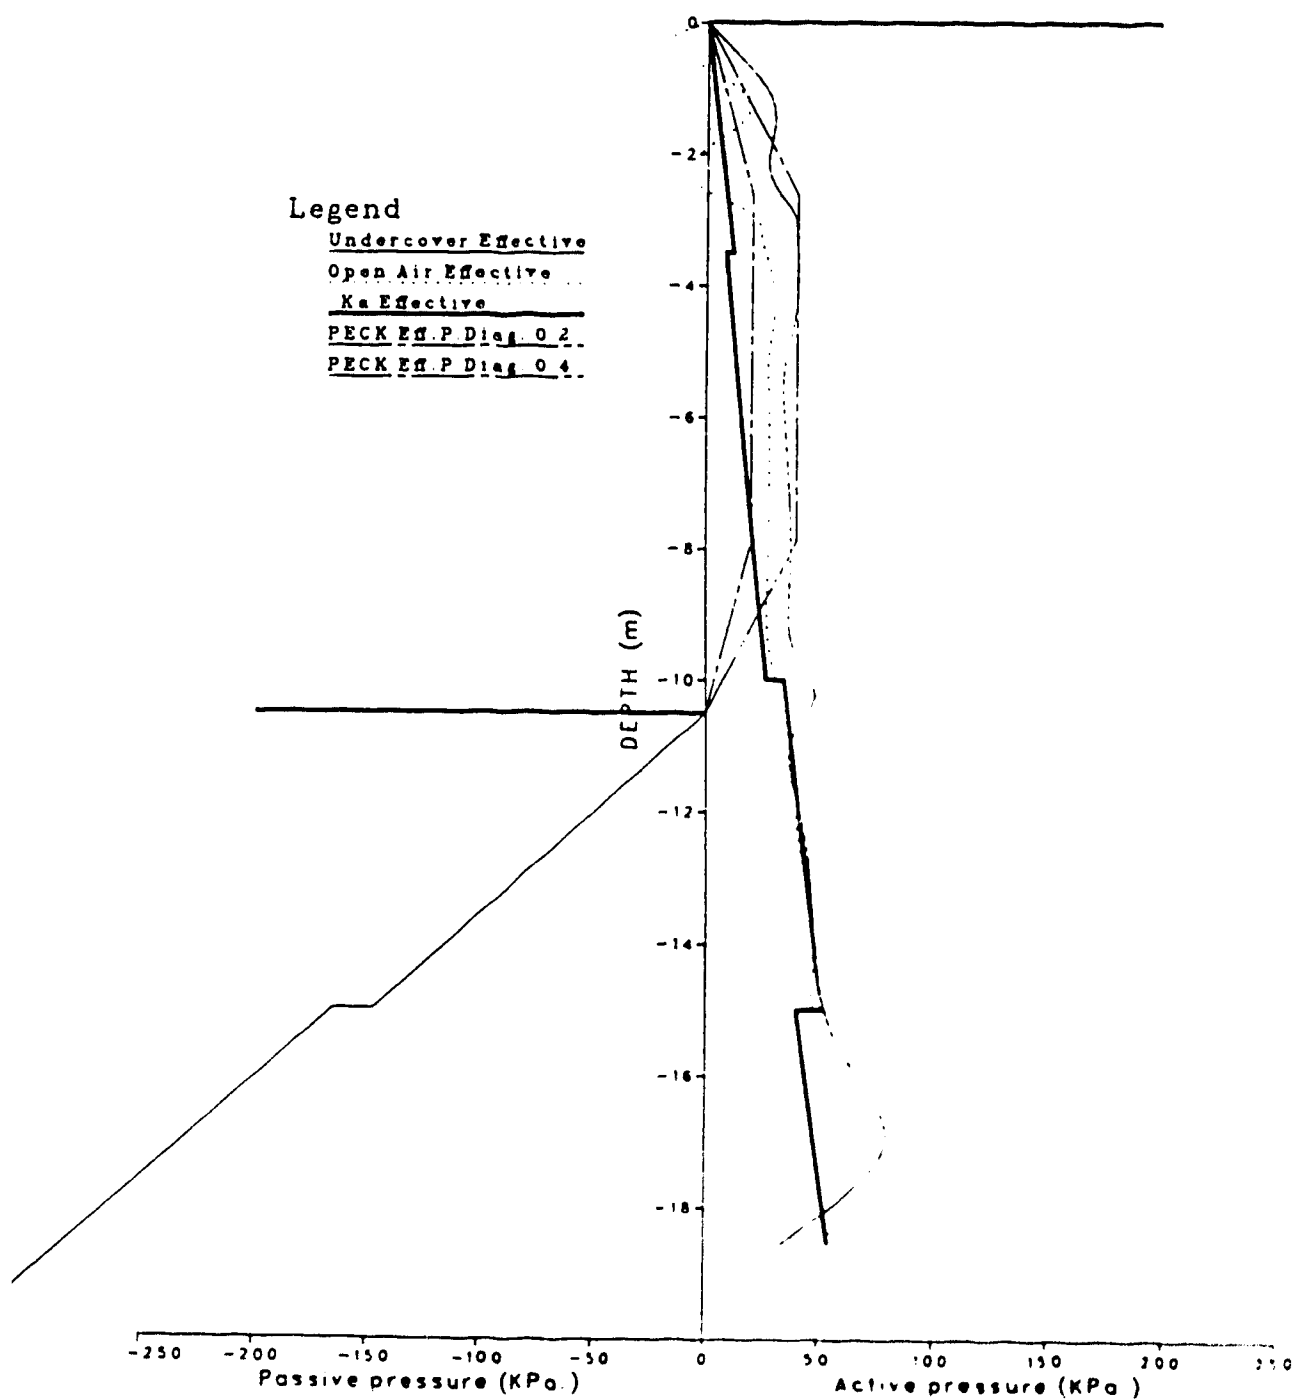 0
-2
Legend
Undercover Effective
Open Air Effective
Ka Effective
PECK Eff.P.Diag. 0.2
PECK Eff.P.Diag. 0.4
-4
-6
-8
DEPTH (m)
-10
-12
-14
-16
-18
-250 -200 -150 -100 -50 0 50 100 150 200 250
Passive pressure (KPa.) Active pressure (KPa.)